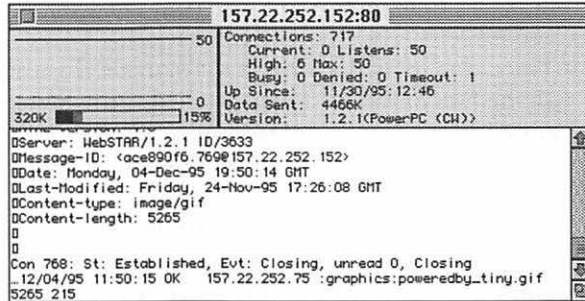 157.22.252.152:80
50
0
320K 15%
Connections: 717
Current: 0 Listens: 50
High: 6 Max: 50
Busy: 0 Denied: 0 Timeout: 1
Up Since: 11/30/95:12:46
Data Sent: 4466K
Version: 1.2.1(PowerPC (CW))
▯Server: WebSTAR/1.2.1 ID/3633
▯Message-ID: <ace890f6.769@157.22.252.152>
▯Date: Monday, 04-Dec-95 19:50:14 GMT
▯Last-Modified: Friday, 24-Nov-95 17:26:08 GMT
▯Content-type: image/gif
▯Content-length: 5265
▯
▯
Con 768: St: Established, Evt: Closing, unread 0, Closing
…12/04/95 11:50:15 OK 157.22.252.75 :graphics:poweredby_tiny.gif
5265 215